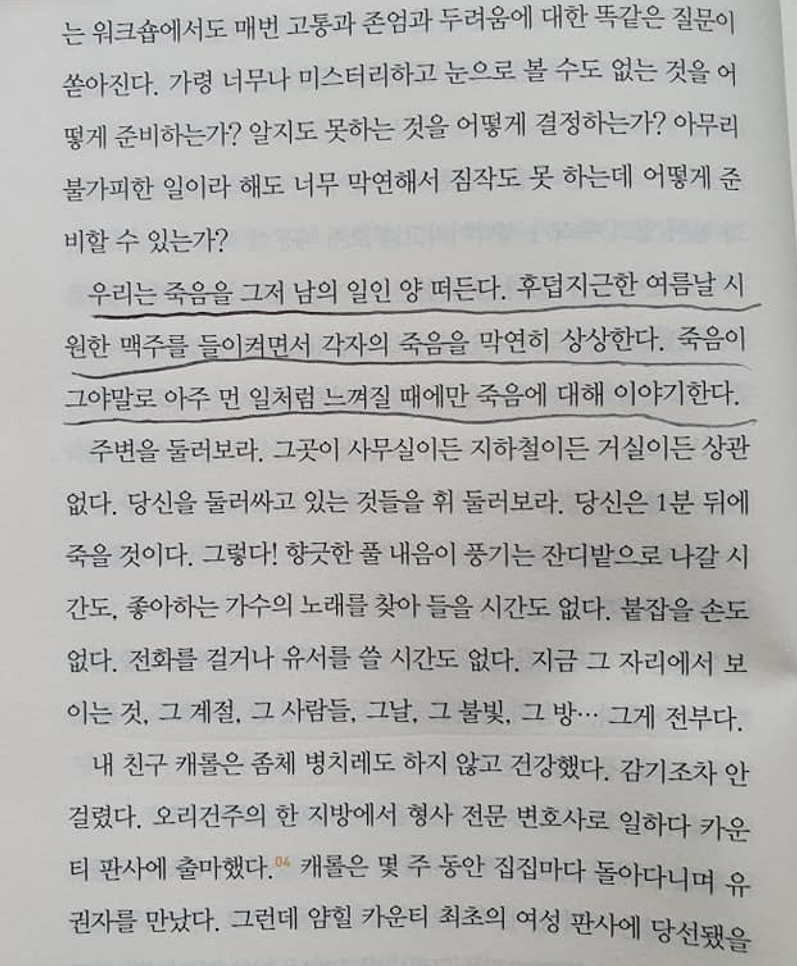 는 워크숍에서도 매번 고통과 존엄과 두려움에 대한 똑같은 질문이
쏟아진다. 가령 너무나 미스터리하고 눈으로 볼 수도 없는 것을 어
떻게 준비하는가? 알지도 못하는 것을 어떻게 결정하는가? 아무리
불가피한 일이라 해도 너무 막연해서 짐작도 못 하는데 어떻게 준
비할 수 있는가?
우리는 죽음을 그저 남의 일인 양 떠든다. 후덥지근한 여름날 시
원한 맥주를 들이켜면서 각자의 죽음을 막연히 상상한다. 죽음이
그야말로 아주 먼 일처럼 느껴질 때에만 죽음에 대해 이야기한다.
주변을 둘러보라. 그곳이 사무실이든 지하철이든 거실이든 상관
없다. 당신을 둘러싸고 있는 것들을 휘 둘러보라. 당신은 1분 뒤에
죽을 것이다. 그렇다! 향긋한 풀 내음이 풍기는 잔디밭으로 나갈 시
간도, 좋아하는 가수의 노래를 찾아 들을 시간도 없다. 붙잡을 손도
없다. 전화를 걸거나 유서를 쓸 시간도 없다. 지금 그 자리에서 보
이는 것, 그 계절, 그 사람들, 그날, 그 불빛, 그 방… 그게 전부다.
내 친구 캐롤은 좀체 병치레도 하지 않고 건강했다. 감기조차 안
걸렸다. 오리건주의 한 지방에서 형사 전문 변호사로 일하다 카운
티 판사에 출마했다.04 캐롤은 몇 주 동안 집집마다 돌아다니며 유
권자를 만났다. 그런데 얌힐 카운티 최초의 여성 판사에 당선됐을